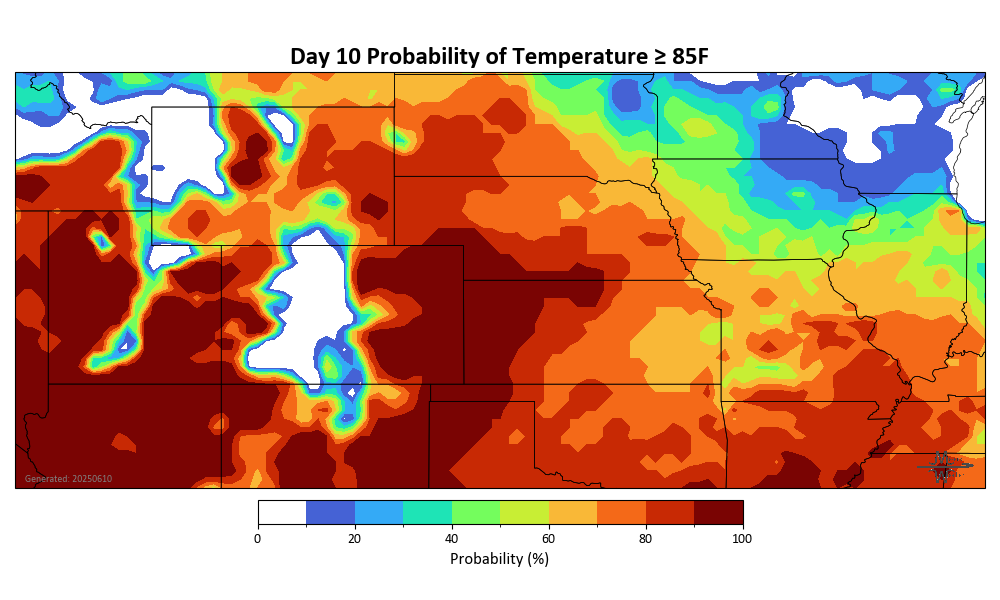 Day 10 Probability of Temperature ≥ 85F
Generated: 20250610
0 20 40 60 80 100
Probability (%)